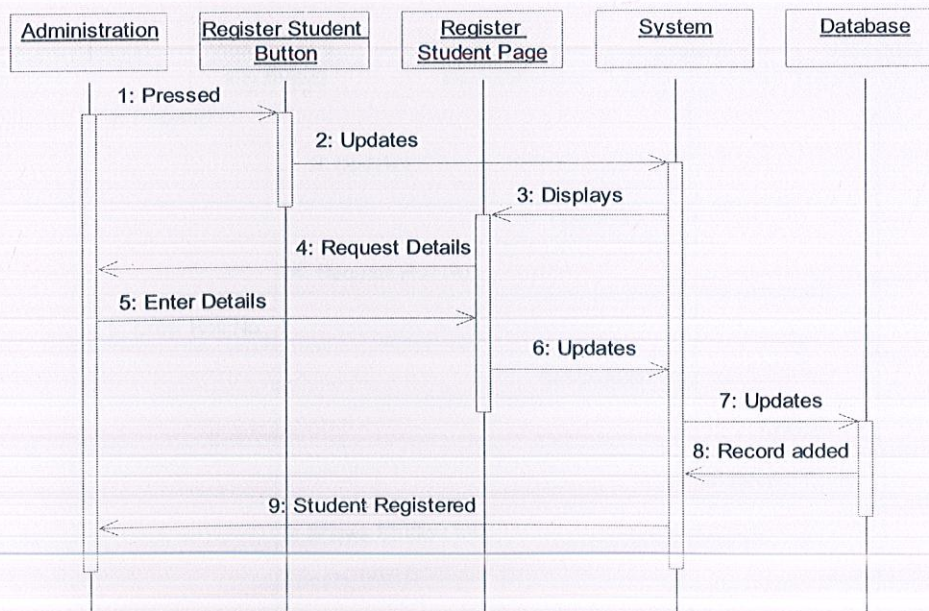 Administration
Register Student
Button
Register
Student Page
System
Database
1: Pressed
2: Updates
3: Displays
4: Request Details
5: Enter Details
6: Updates
7: Updates
8: Record added
9: Student Registered